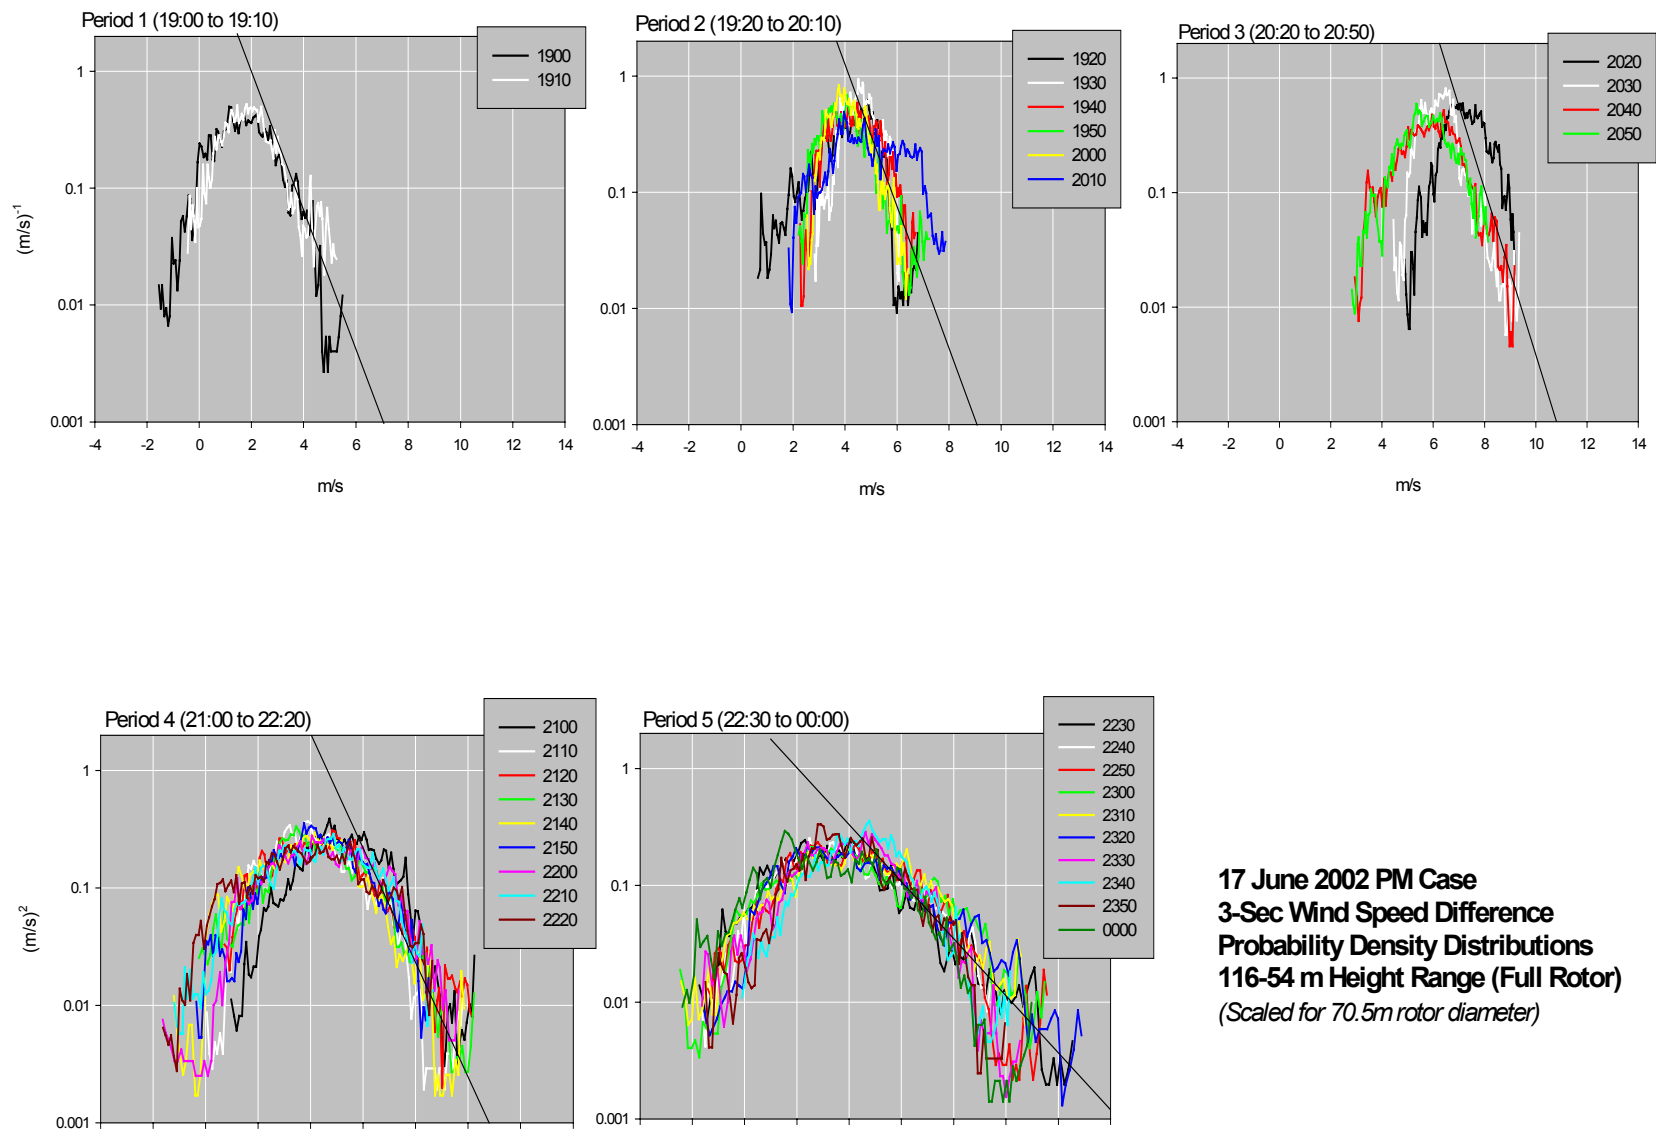 Period 1 (19:00 to 19:10)
1900
1910
1
0.1
0.01
0.001
(m/s)-1
-4 -2 0 2 4 6 8 10 12 14
m/s
Period 2 (19:20 to 20:10)
1920
1930
1940
1950
2000
2010
1
0.1
0.01
0.001
-4 -2 0 2 4 6 8 10 12 14
m/s
Period 3 (20:20 to 20:50)
2020
2030
2040
2050
1
0.1
0.01
0.001
-4 -2 0 2 4 6 8 10 12 14
m/s
Period 4 (21:00 to 22:20)
2100
2110
2120
2130
2140
2150
2200
2210
2220
1
0.1
0.01
0.001
(m/s)2
Period 5 (22:30 to 00:00)
2230
2240
2250
2300
2310
2320
2330
2340
2350
0000
1
0.1
0.01
0.001
17 June 2002 PM Case
3-Sec Wind Speed Difference
Probability Density Distributions
116-54 m Height Range (Full Rotor)
(Scaled for 70.5m rotor diameter)